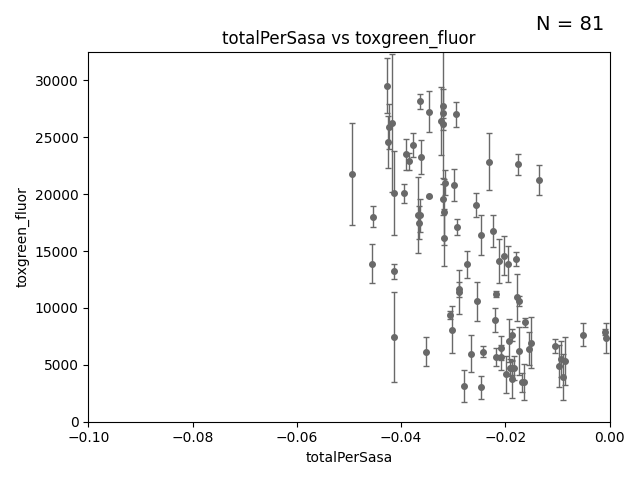 N = 81
totalPerSasa vs toxgreen_fluor
toxgreen_fluor
30000
25000
20000
15000
10000
5000
0
−0.10 −0.08 −0.06 −0.04 −0.02 0.00
totalPerSasa